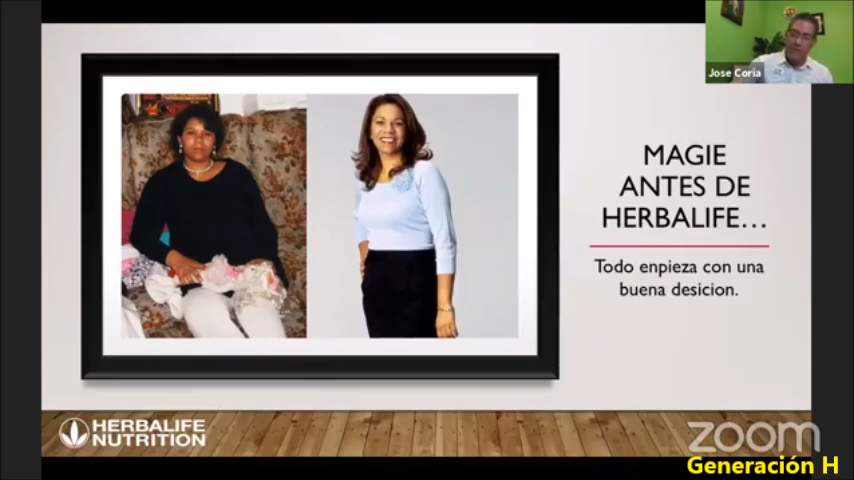 Jose Coria
MAGIE
ANTES DE
HERBALIFE...
Todo enpieza con una
buena desicion.
HERBALIFE
NUTRITION
zoom
Generación H